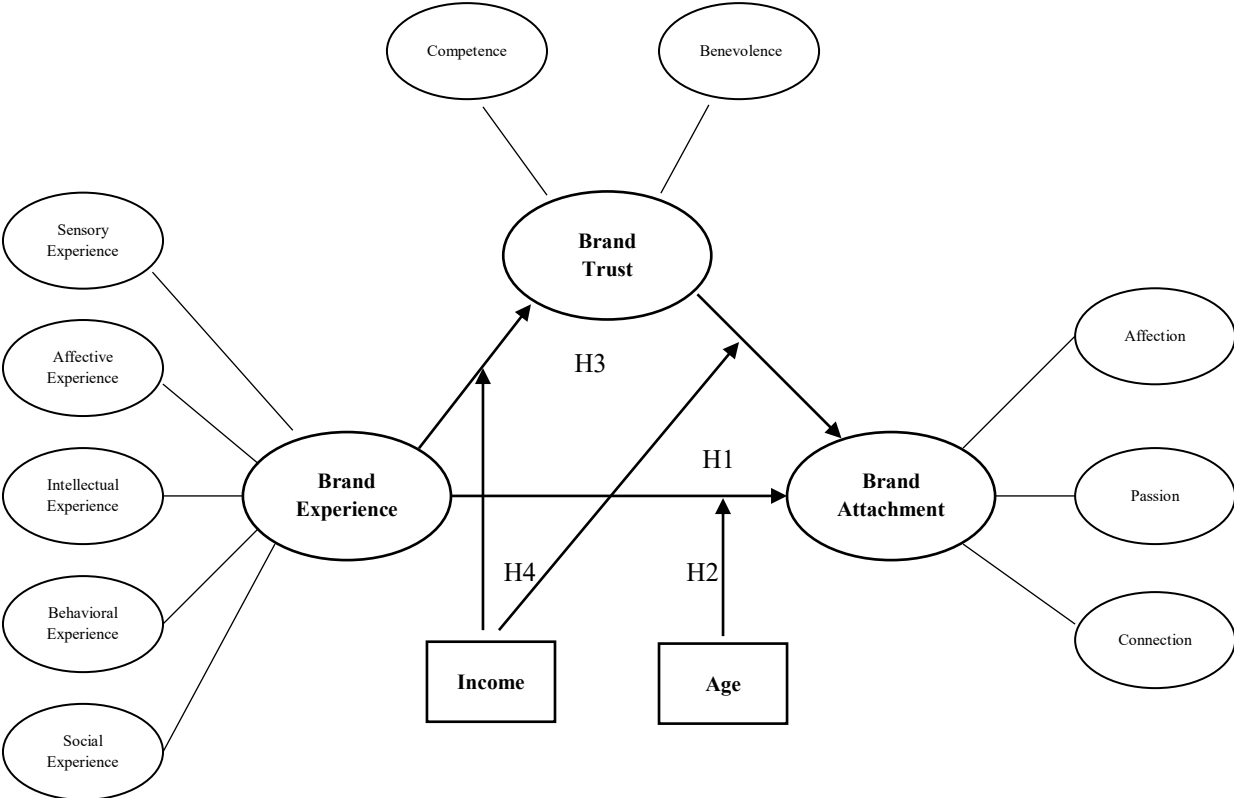 Competence
Benevolence
Sensory
Experience
Brand
Trust
Affective
Experience
H3
Affection
H1
Intellectual
Experience
Brand
Experience
Brand
Attachment
Passion
H4
H2
Behavioral
Experience
Connection
Income
Age
Social
Experience